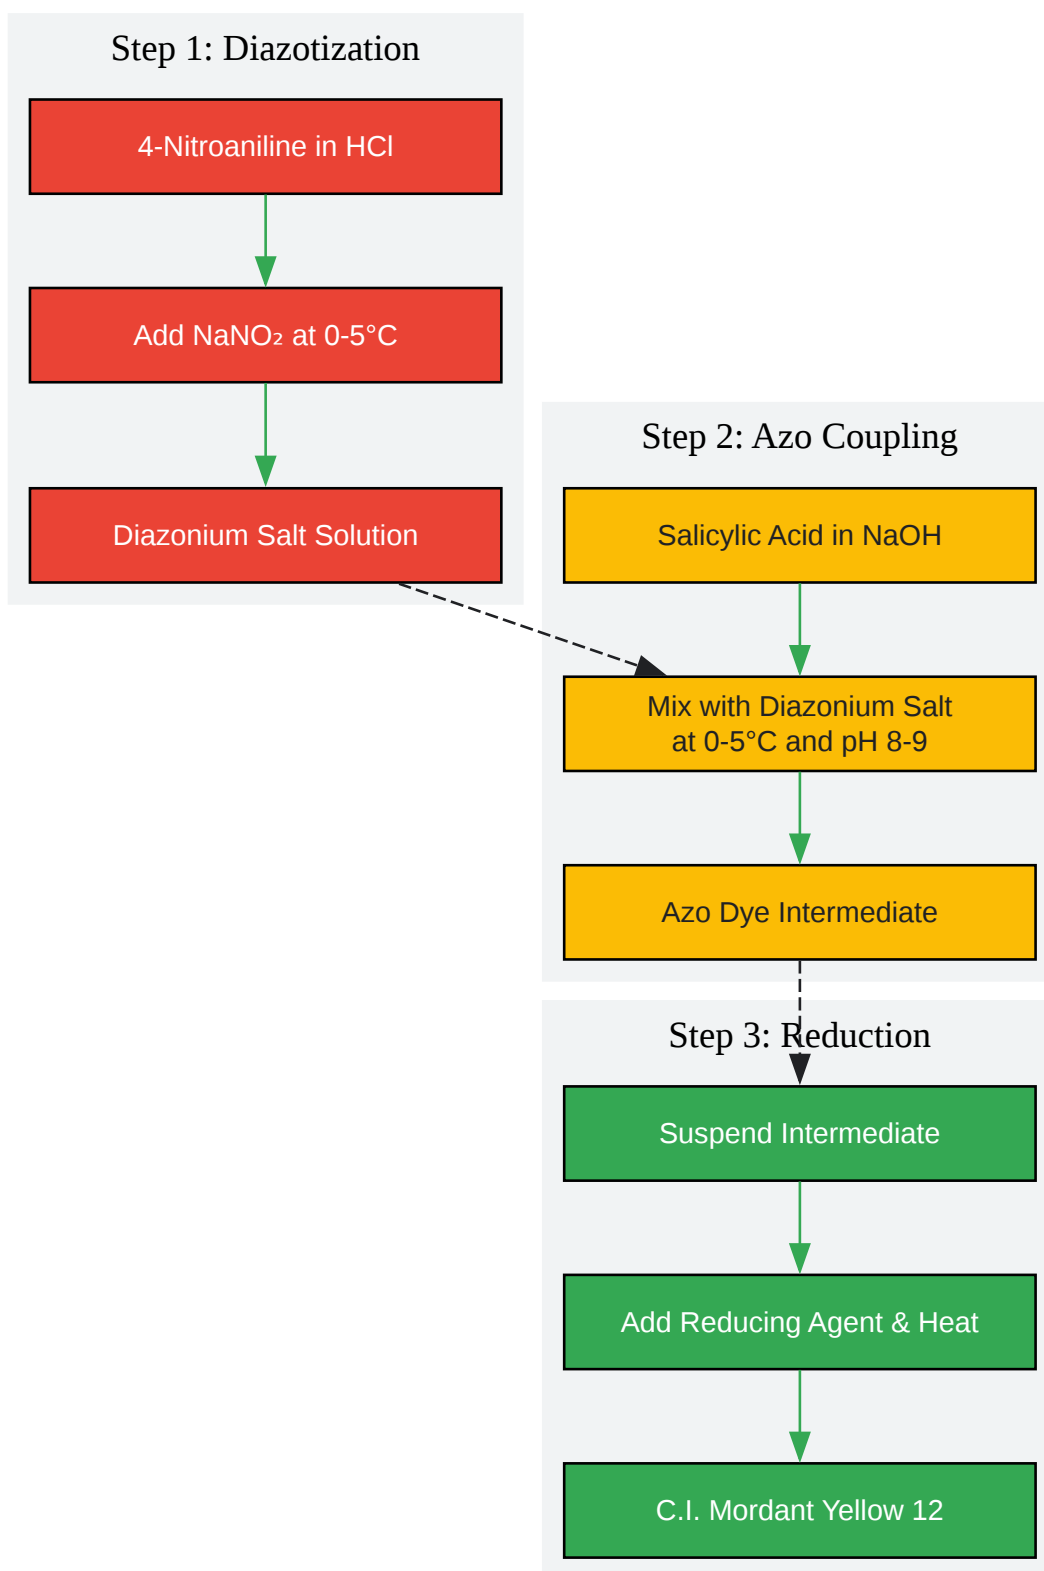 Step 1: Diazotization
4-Nitroaniline in HCl
Add NaNO₂ at 0-5°C
Diazonium Salt Solution
Step 2: Azo Coupling
Salicylic Acid in NaOH
Mix with Diazonium Salt
at 0-5°C and pH 8-9
Azo Dye Intermediate
Step 3: Reduction
Suspend Intermediate
Add Reducing Agent & Heat
C.I. Mordant Yellow 12